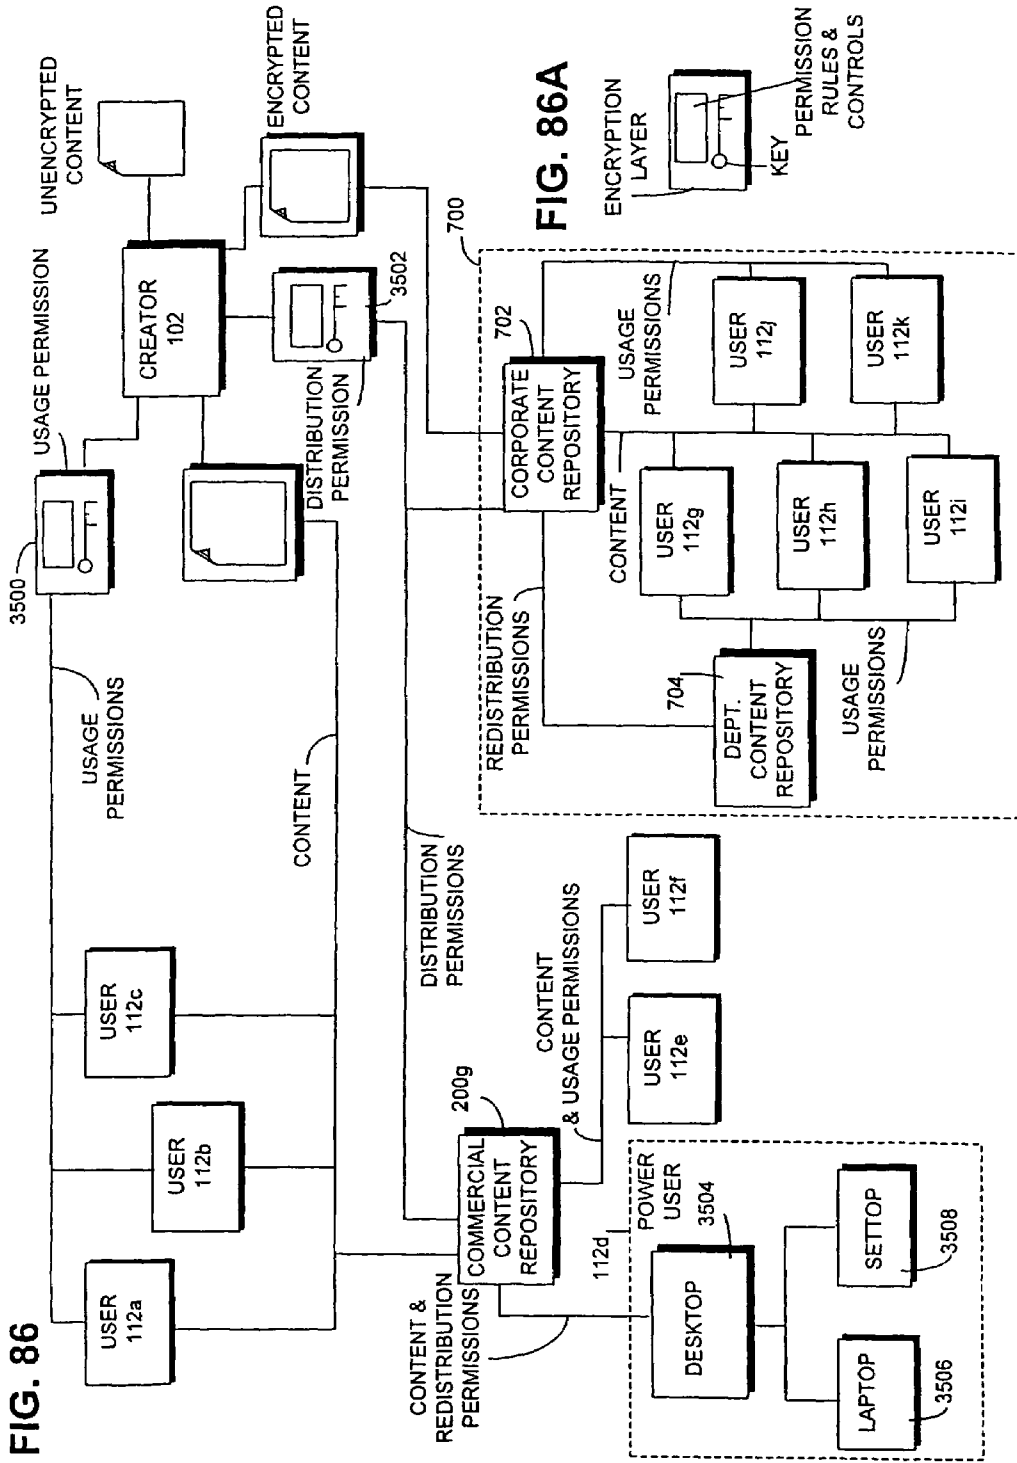 FIG. 86
UNENCRYPTED
CONTENT
USAGE PERMISSION
3500
CREATOR
102
ENCRYPTED
CONTENT
USAGE
PERMISSIONS
DISTRIBUTION
PERMISSION
3502
USER
112a
USER
112b
USER
112c
CONTENT
DISTRIBUTION
PERMISSIONS
CONTENT &
REDISTRIBUTION
PERMISSIONS
COMMERCIAL
CONTENT
REPOSITORY
200g
CONTENT
& USAGE PERMISSIONS
USER
112e
USER
112f
112d
POWER
USER
3504
DESKTOP
LAPTOP
3506
SETTOP
3508
700
702
CORPORATE
CONTENT
REPOSITORY
REDISTRIBUTION
PERMISSIONS
CONTENT
USAGE
PERMISSIONS
704
DEPT.
CONTENT
REPOSITORY
USER
112g
USER
112h
USER
112i
USER
112j
USER
112k
USAGE
PERMISSIONS
FIG. 86A
ENCRYPTION
LAYER
KEY
PERMISSION
RULES &
CONTROLS